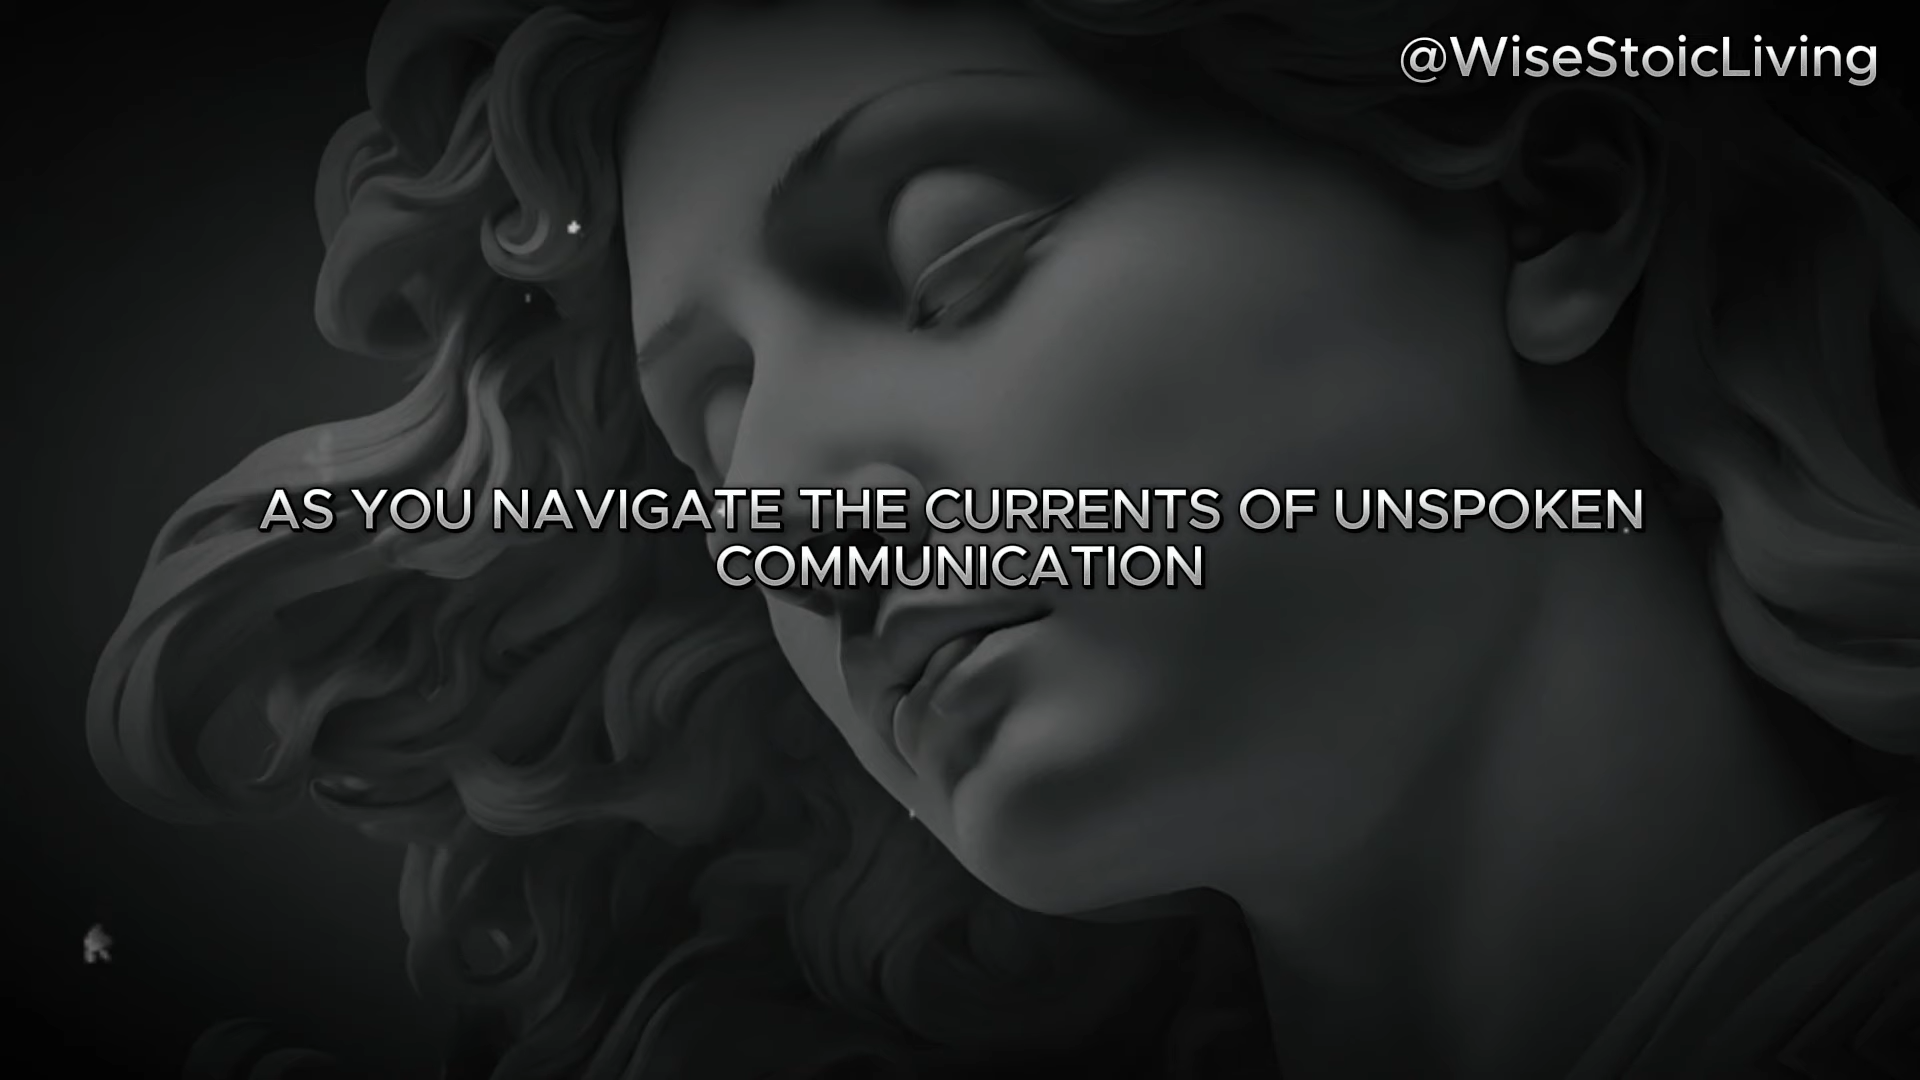 @WiseStoicLiving
AS YOU NAVIGATE THE CURRENTS OF UNSPOKEN
COMMUNICATION